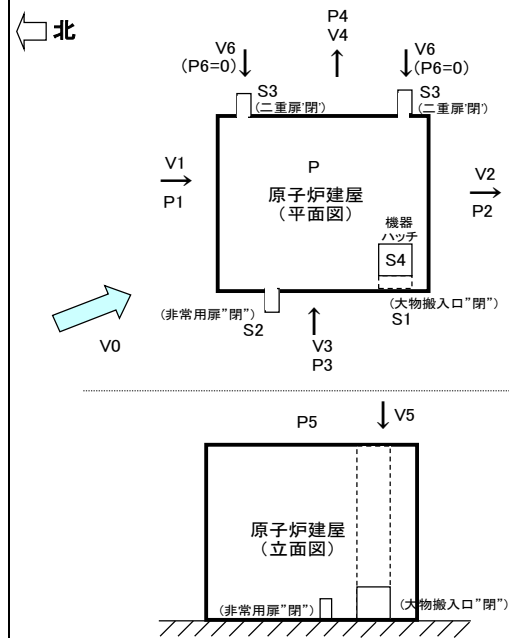 北
P4
V4
V6
(P6=0)
V6
(P6=0)
S3
(二重扉'閉')
S3
(二重扉'閉')
V1
P1
P
原子炉建屋
(平面図)
V2
P2
機器
ハッチ
S4
(非常用扉"閉")
S2
(大物搬入口"閉")
S1
V0
V3
P3
P5
V5
原子炉建屋
(立面図)
(非常用扉"閉")
(大物搬入口"閉")